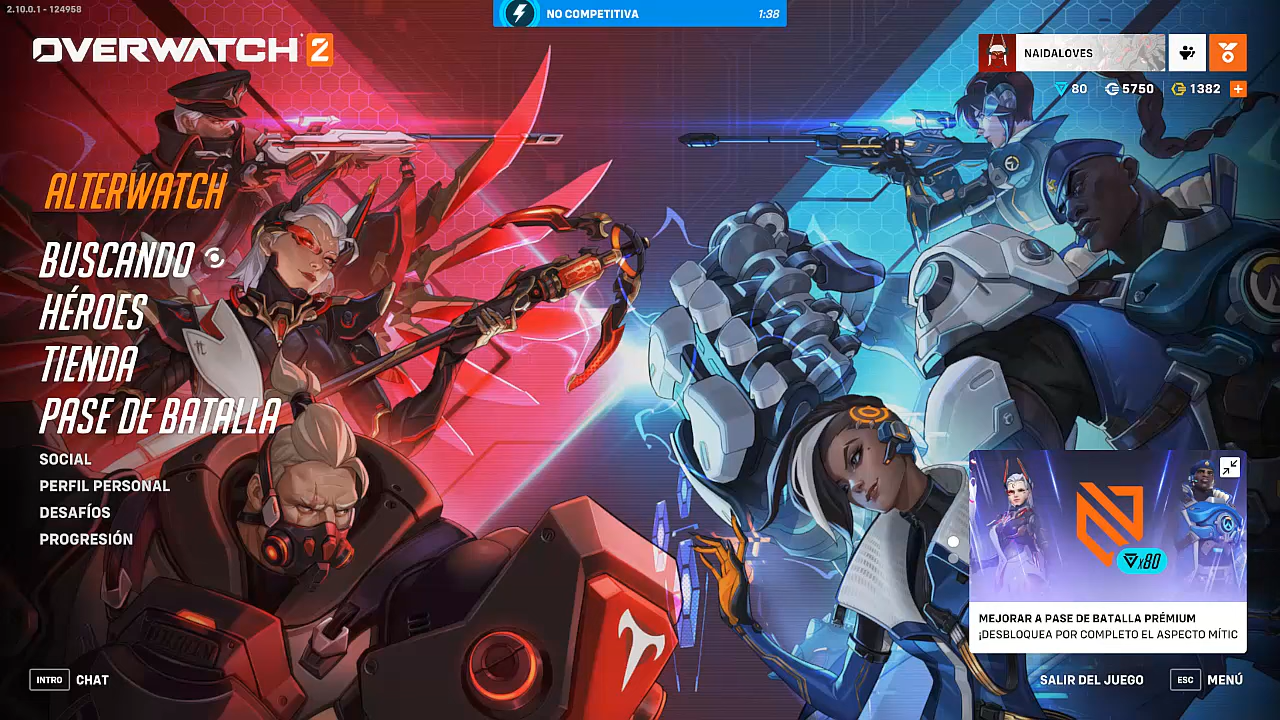 2.10.0.1 - 124958
NO COMPETITIVA 1:38
OVERWATCH 2
NAIDALOVES
80 5750 1382
ALTERWATCH
BUSCANDO
HÉROES
TIENDA
PASE DE BATALLA
SOCIAL
PERFIL PERSONAL
DESAFÍOS
PROGRESIÓN
x80
MEJORAR A PASE DE BATALLA PRÉMIUM
¡DESBLOQUEA POR COMPLETO EL ASPECTO MÍTIC
INTRO CHAT
SALIR DEL JUEGO ESC MENÚ